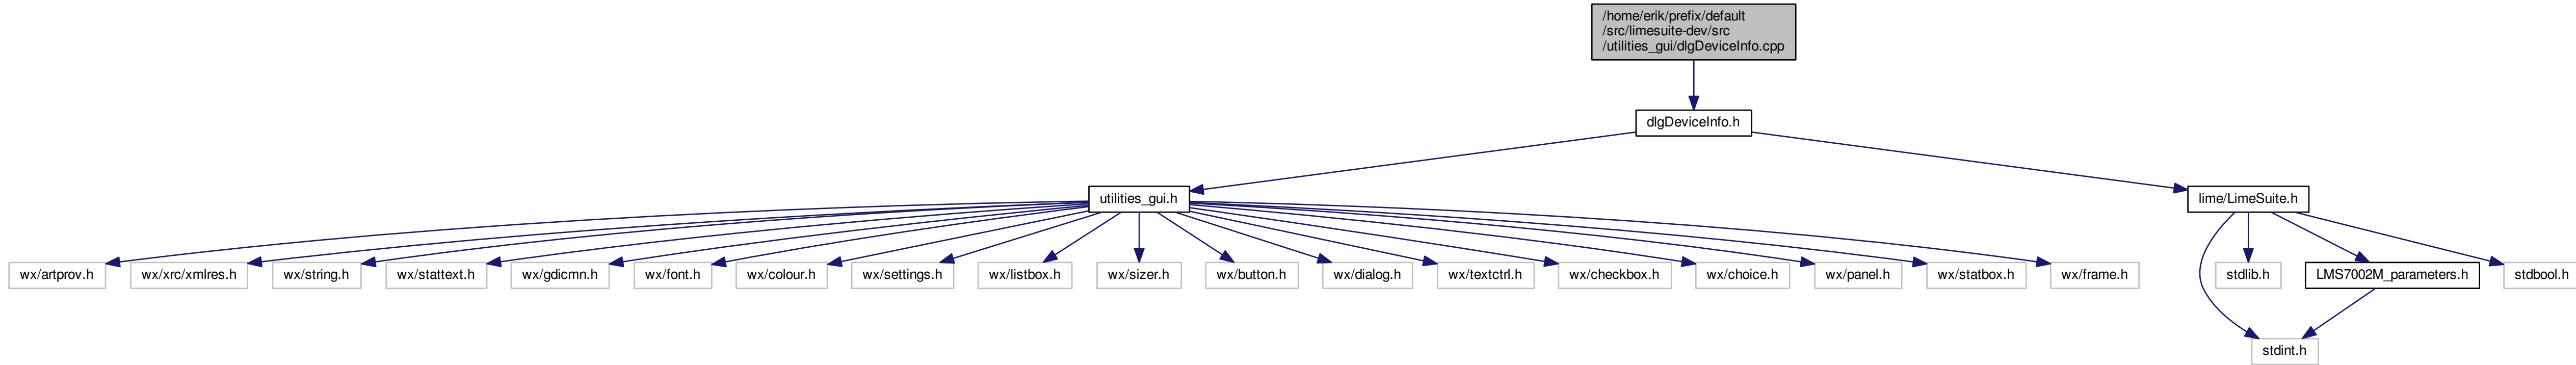 /home/erik/prefix/default
/src/limesuite-dev/src
/utilities_gui/dlgDeviceInfo.cpp
dlgDeviceInfo.h
utilities_gui.h
lime/LimeSuite.h
wx/artprov.h
wx/xrc/xmlres.h
wx/string.h
wx/stattext.h
wx/gdicmn.h
wx/font.h
wx/colour.h
wx/settings.h
wx/listbox.h
wx/sizer.h
wx/button.h
wx/dialog.h
wx/textctrl.h
wx/checkbox.h
wx/choice.h
wx/panel.h
wx/statbox.h
wx/frame.h
stdlib.h
LMS7002M_parameters.h
stdbool.h
stdint.h